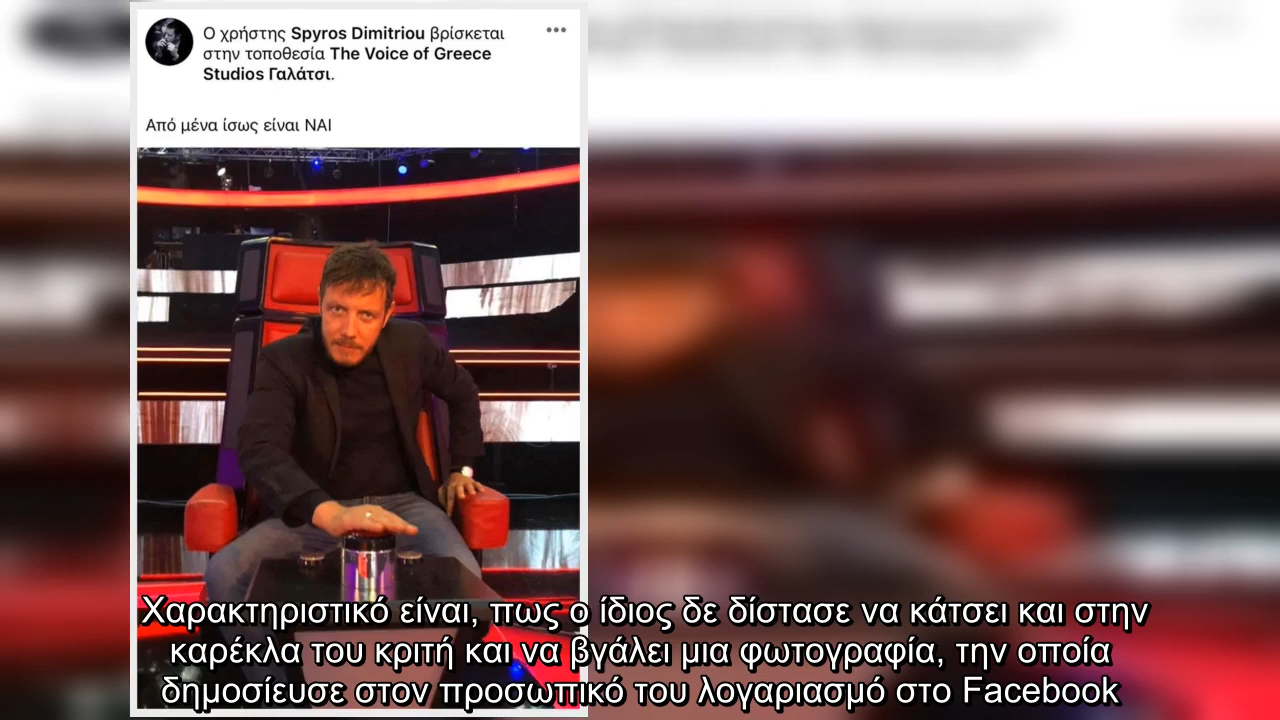 Ο χρήστης Spyros Dimitriou βρίσκεται
στην τοποθεσία The Voice of Greece
Studios Γαλάτσι.
Από μένα ίσως είναι ΝΑΙ
Χαρακτηριστικό είναι, πως ο ίδιος δε δίστασε να κάτσει και στην
καρέκλα του κριτή και να βγάλει μια φωτογραφία, την οποία
δημοσίευσε στον προσωπικό του λογαριασμό στο Facebook